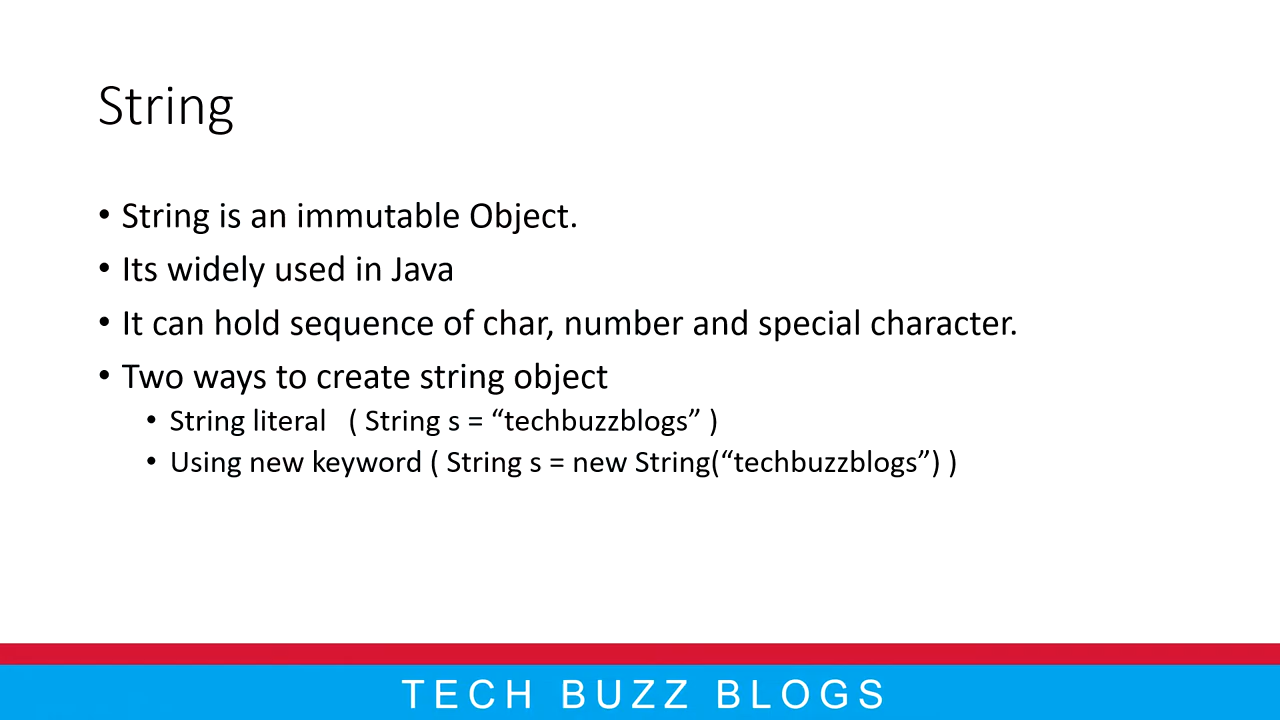 String
• String is an immutable Object.
• Its widely used in Java
• It can hold sequence of char, number and special character.
• Two ways to create string object
• String literal ( String s = “techbuzzblogs” )
• Using new keyword ( String s = new String(“techbuzzblogs”) )
TECH BUZZ BLOGS